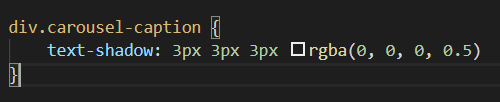 div.carousel-caption {
    text-shadow: 3px 3px 3px rgba(0, 0, 0, 0.5)
}